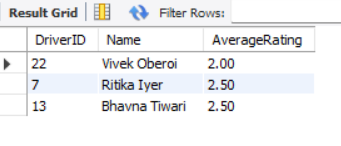 Result Grid Filter Rows:
DriverID Name AverageRating
22 Vivek Oberoi 2.00
7 Ritika Iyer 2.50
13 Bhavna Tiwari 2.50